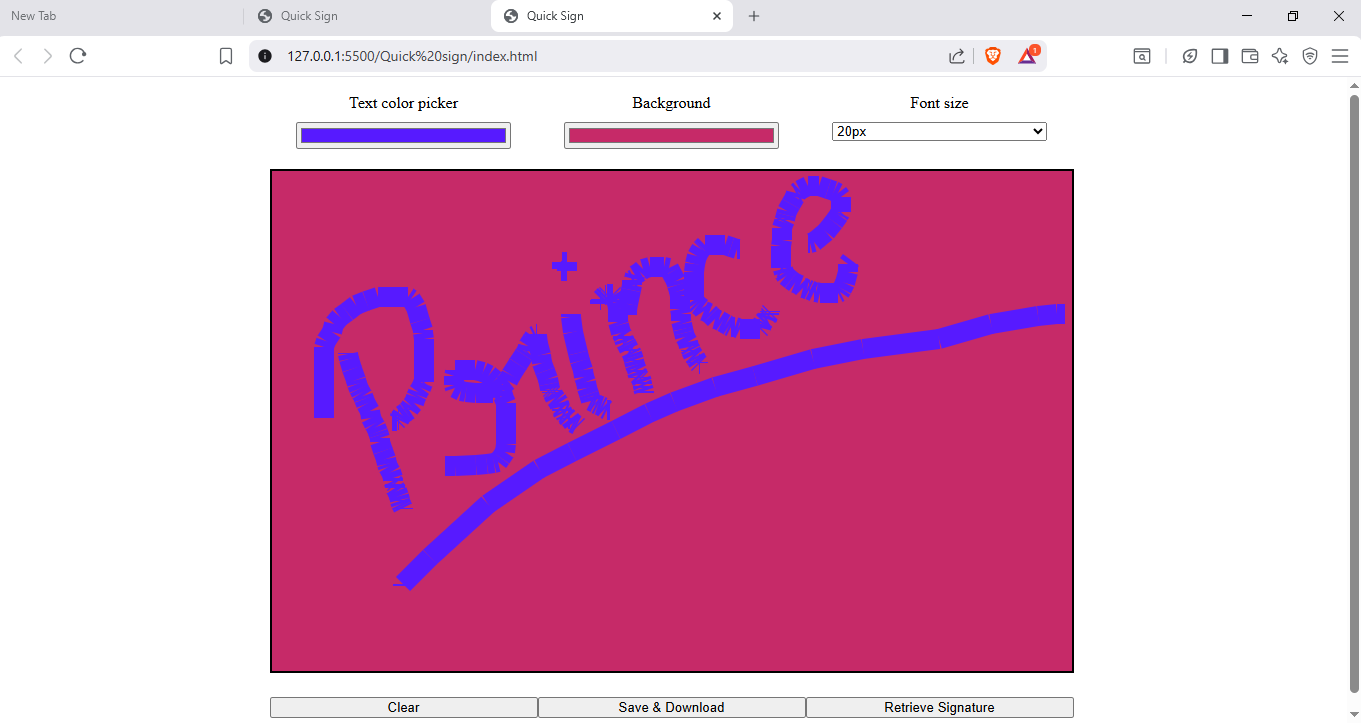 New Tab
Quick Sign
Quick Sign
127.0.0.1:5500/Quick%20sign/index.html
1
Text color picker
Background
Font size
20px
Prince
Clear
Save & Download
Retrieve Signature